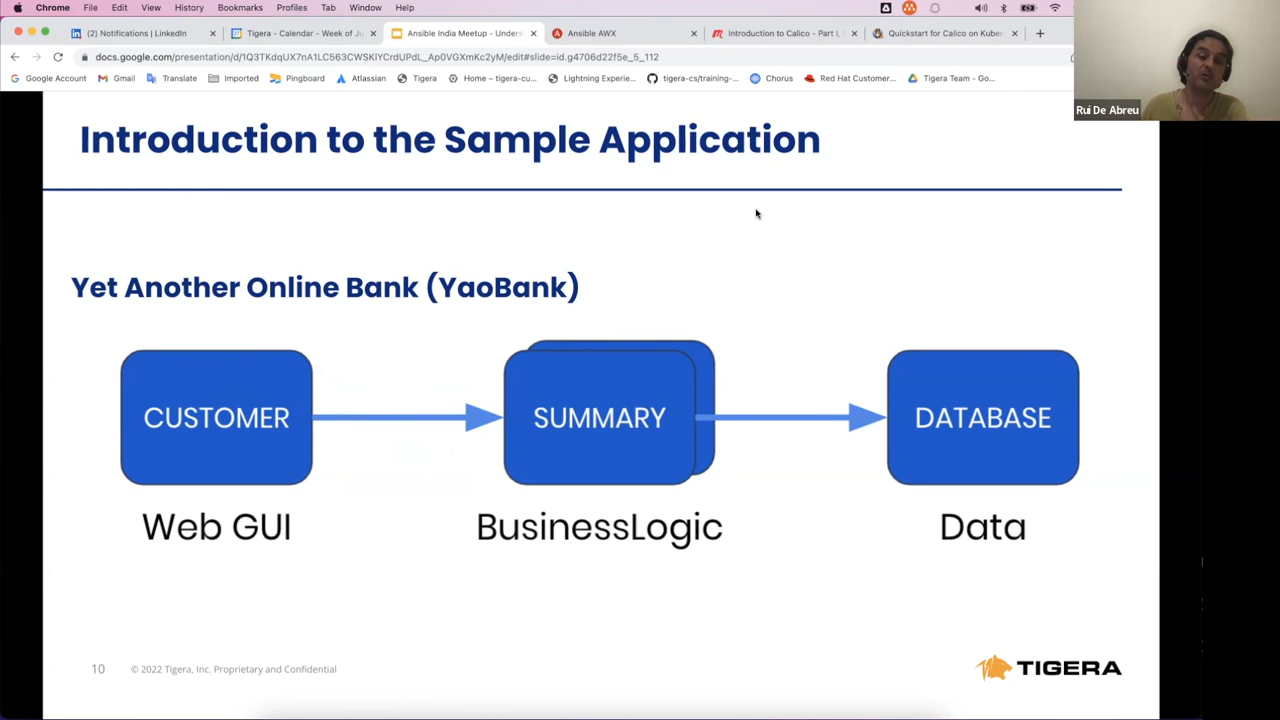 Chrome File Edit View History Bookmarks Profiles Tab Window Help
(2) Notifications | LinkedIn
Tigera - Calendar - Week of Ju
Ansible India Meetup - Unders
Ansible AWX
Introduction to Calico - Part I,
Quickstart for Calico on Kuber
docs.google.com/presentation/d/1Q3TKdqUX7nA1LC563CWSKlYCrdUPdL_Ap0VGXmKc2yM/edit#slide=id.g4706d22f5e_5_112
Google Account Gmail Translate Imported Pingboard Atlassian Tigera Home – tigera-cu... Lightning Experie... tigera-cs/training-... Chorus Red Hat Customer... Tigera Team - Go...
Rui De Abreu
Introduction to the Sample Application
Yet Another Online Bank (YaoBank)
CUSTOMER SUMMARY DATABASE
Web GUI BusinessLogic Data
10 © 2022 Tigera, Inc. Proprietary and Confidential
TIGERA